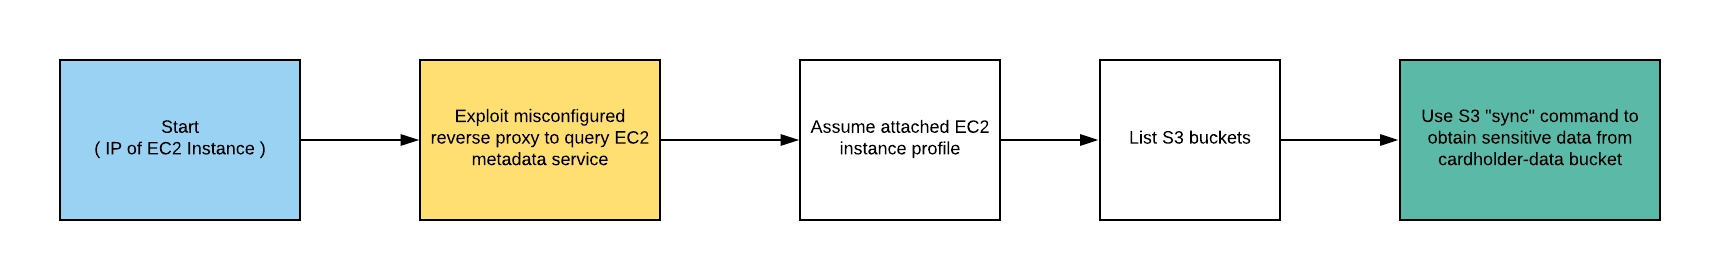 Start
( IP of EC2 Instance )
Exploit misconfigured
reverse proxy to query EC2
metadata service
Assume attached EC2
instance profile
List S3 buckets
Use S3 "sync" command to
obtain sensitive data from
cardholder-data bucket